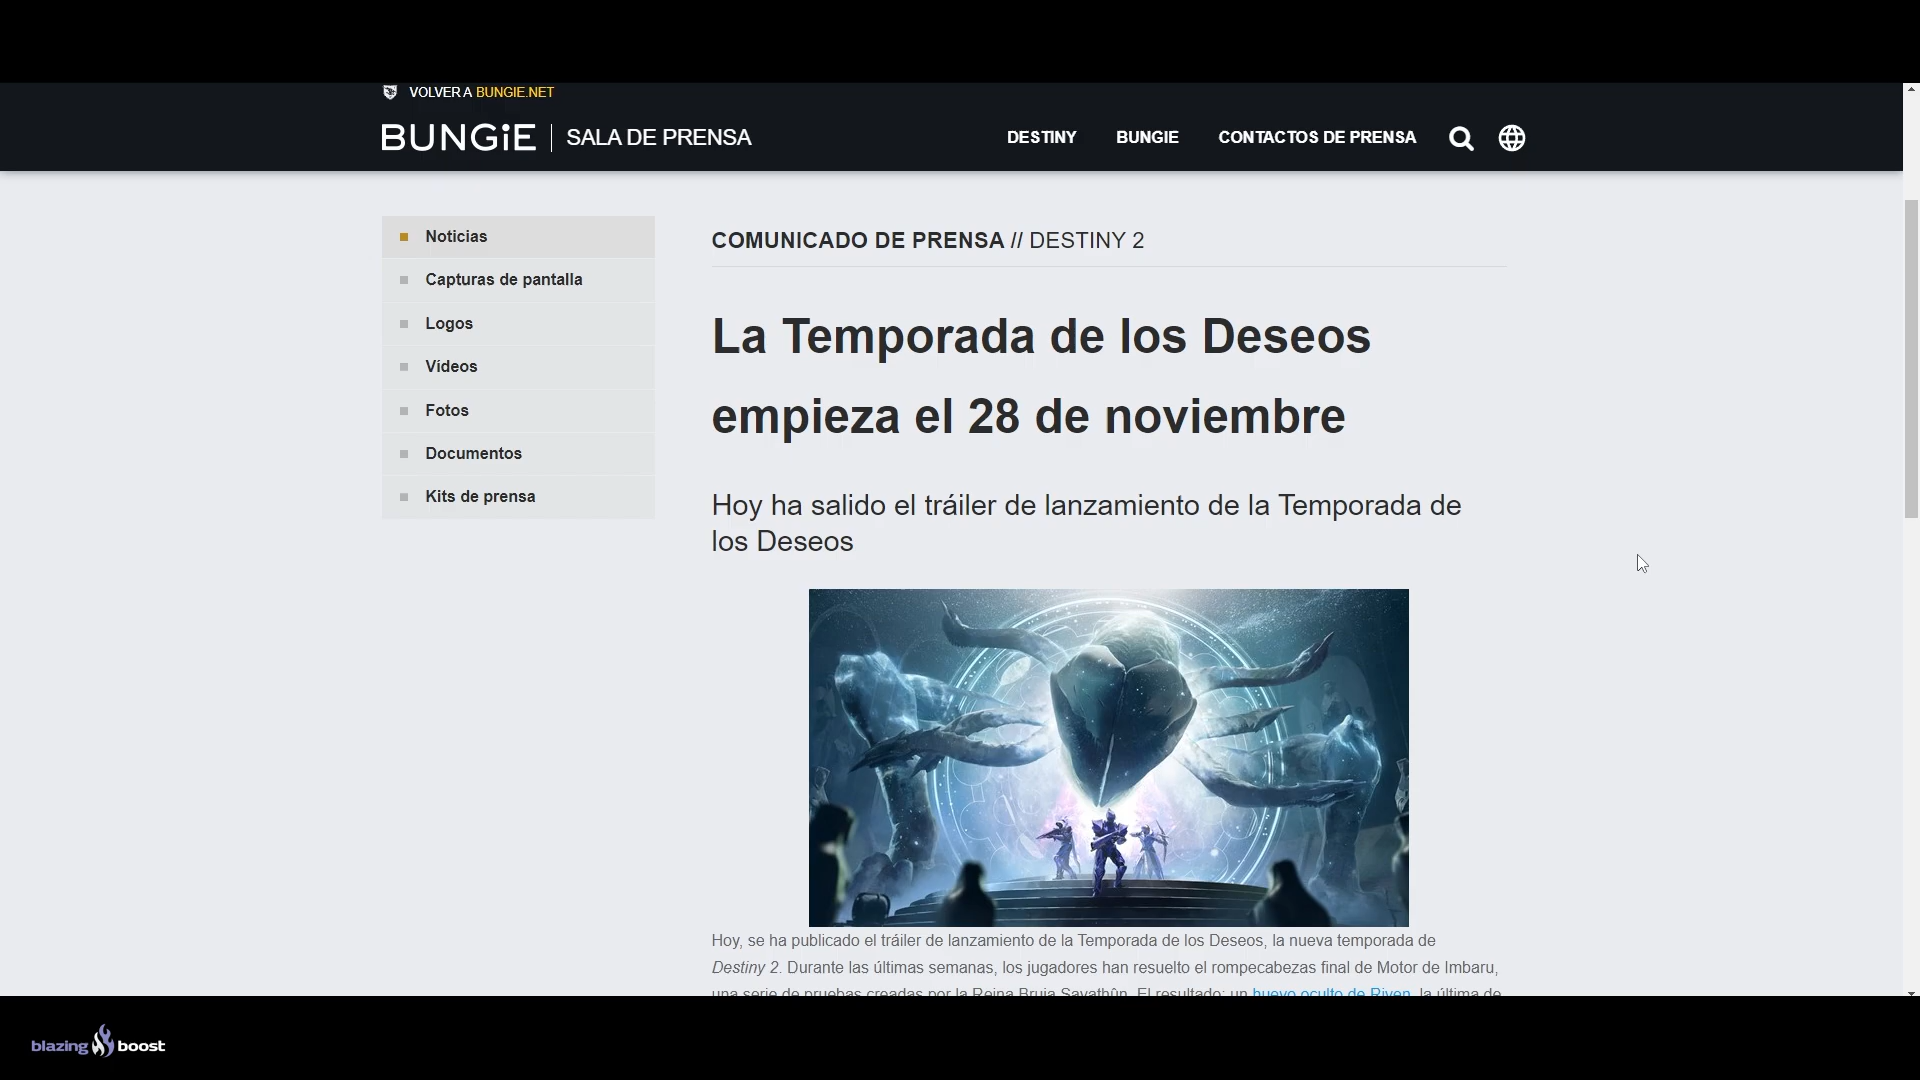 VOLVER A BUNGIE.NET
BUNGiE | SALA DE PRENSA
DESTINY
BUNGIE
CONTACTOS DE PRENSA
Noticias
Capturas de pantalla
Logos
Vídeos
Fotos
Documentos
Kits de prensa
COMUNICADO DE PRENSA // DESTINY 2
La Temporada de los Deseos
empieza el 28 de noviembre
Hoy ha salido el tráiler de lanzamiento de la Temporada de
los Deseos
Hoy, se ha publicado el tráiler de lanzamiento de la Temporada de los Deseos, la nueva temporada de
Destiny 2. Durante las últimas semanas, los jugadores han resuelto el rompecabezas final de Motor de Imbaru,
una serie de pruebas creadas por la Reina Bruja Savathûn. El resultado: un huevo oculto de Riven, la última de
blazing boost